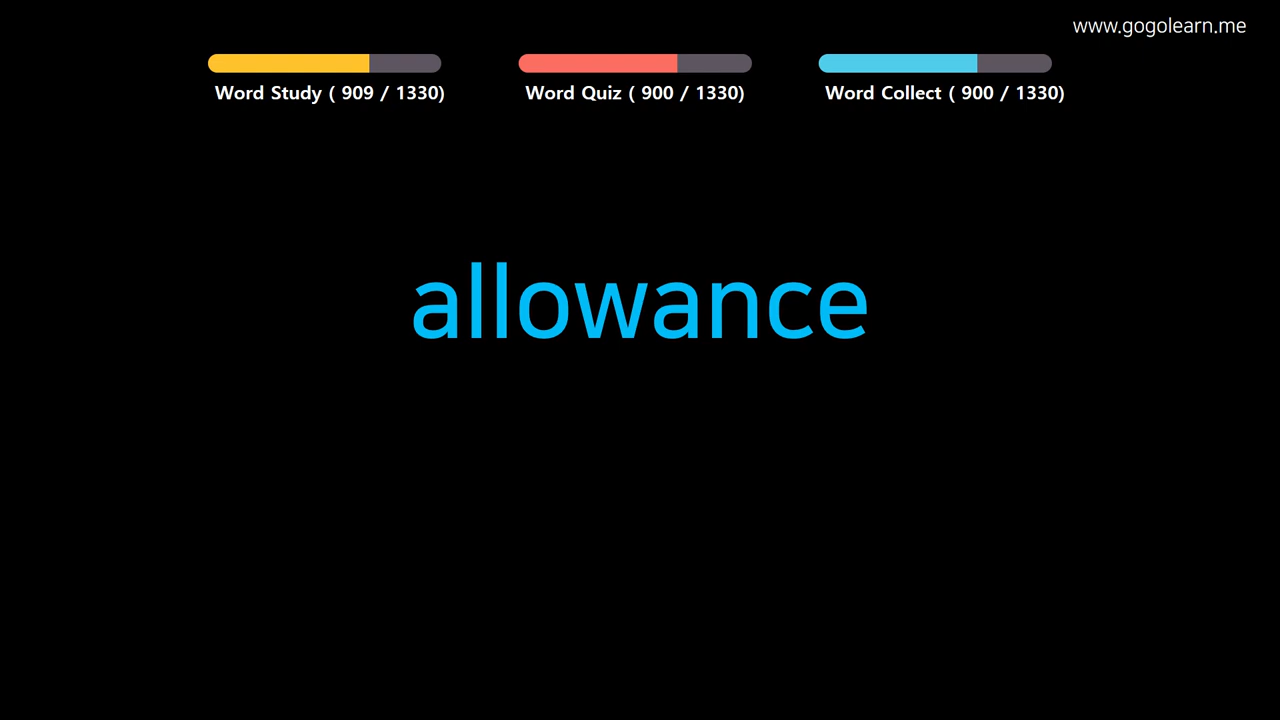 www.gogolearn.me
Word Study ( 909 / 1330)
Word Quiz ( 900 / 1330)
Word Collect ( 900 / 1330)
allowance